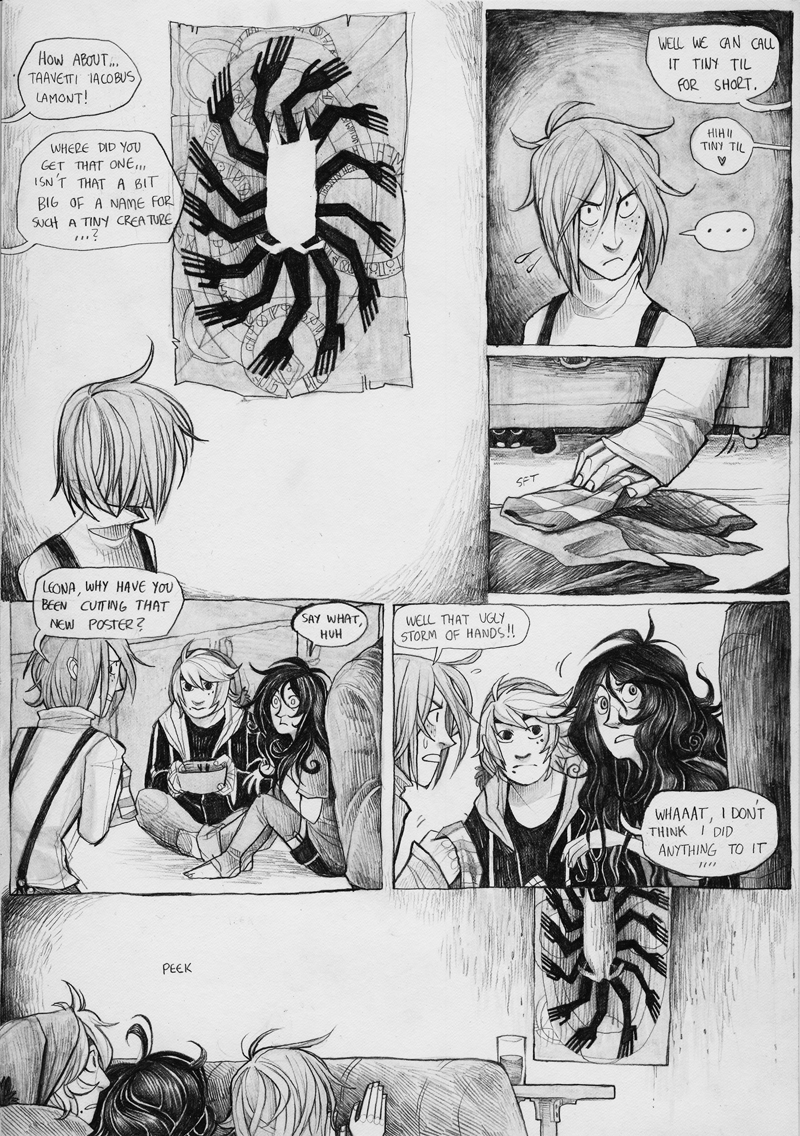 HOW ABOUT...
TAAVETTI IACOBUS
LAMONT!
WHERE DID YOU
GET THAT ONE...
ISN'T THAT A BIT
BIG OF A NAME FOR
SUCH A TINY CREATURE
...?
WELL WE CAN CALL
IT TINY TIL
FOR SHORT.
HIHII
TINY TIL
♥
...
SFT
LEONA, WHY HAVE YOU
BEEN CUTING THAT
NEW POSTER?
SAY WHAT,
HUH
WELL THAT UGLY
STORM OF HANDS!!
WHAAAT, I DON'T
THINK I DID
ANYTHING TO IT
....
PEEK